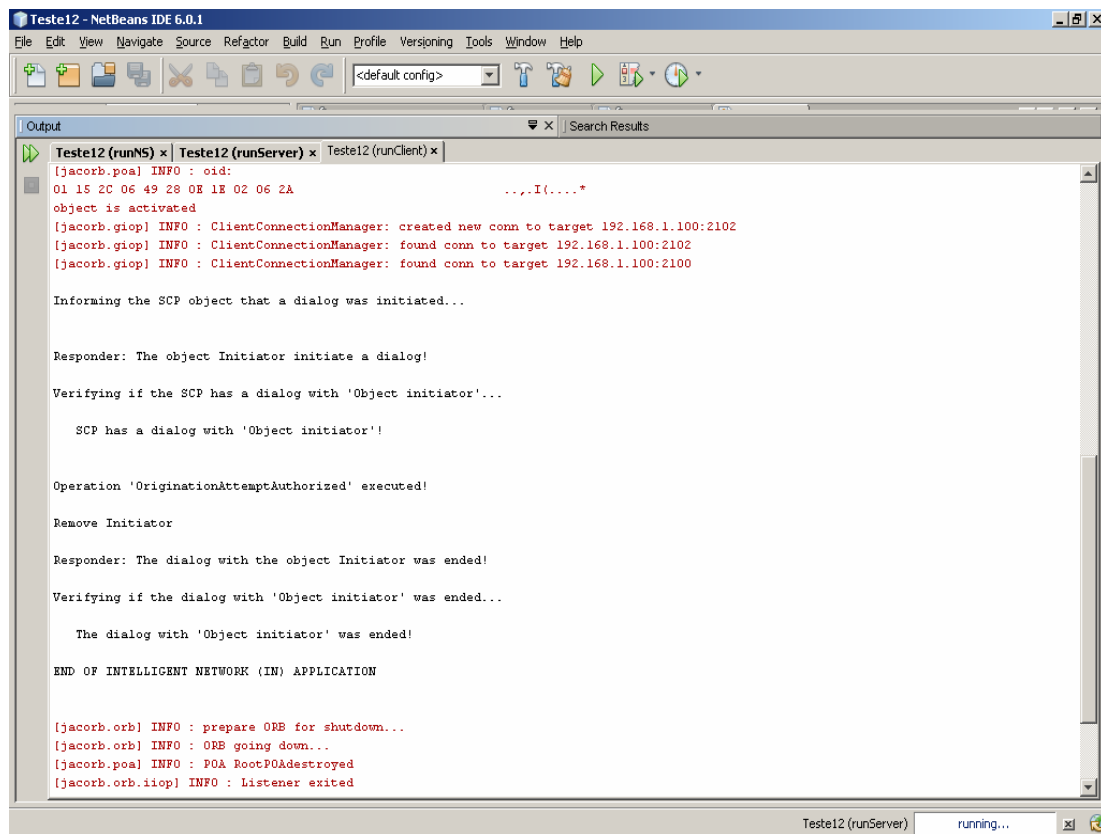 Teste12 - NetBeans IDE 6.0.1
File Edit View Navigate Source Refactor Build Run Profile Versioning Tools Window Help
<default config>
Output Search Results
Teste12 (runNS) x Teste12 (runServer) x Teste12 (runClient) x
[jacorb.poa] INFO : oid:
01 15 2C 06 49 28 0E 1E 02 06 2A ..,.I(....*
object is activated
[jacorb.giop] INFO : ClientConnectionManager: created new conn to target 192.168.1.100:2102
[jacorb.giop] INFO : ClientConnectionManager: found conn to target 192.168.1.100:2102
[jacorb.giop] INFO : ClientConnectionManager: found conn to target 192.168.1.100:2100
Informing the SCP object that a dialog was initiated...
Responder: The object Initiator initiate a dialog!
Verifying if the SCP has a dialog with 'Object initiator'...
SCP has a dialog with 'Object initiator'!
Operation 'OriginationAttemptAuthorized' executed!
Remove Initiator
Responder: The dialog with the object Initiator was ended!
Verifying if the dialog with 'Object initiator' was ended...
The dialog with 'Object initiator' was ended!
END OF INTELLIGENT NETWORK (IN) APPLICATION
[jacorb.orb] INFO : prepare ORB for shutdown...
[jacorb.orb] INFO : ORB going down...
[jacorb.poa] INFO : POA RootPOAdestroyed
[jacorb.orb.iiop] INFO : Listener exited
Teste12 (runServer) running...